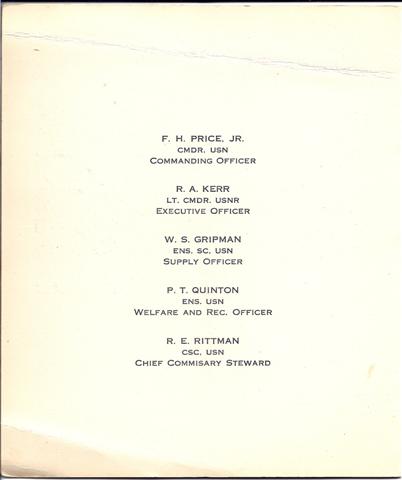 F. H. PRICE, JR.
CMDR. USN
COMMANDING OFFICER
R. A. KERR
LT. CMDR. USNR
EXECUTIVE OFFICER
W. S. GRIPMAN
ENS. SC, USN
SUPPLY OFFICER
P. T. QUINTON
ENS. USN
WELFARE AND REC. OFFICER
R. E. RITTMAN
CSC, USN
CHIEF COMMISARY STEWARD